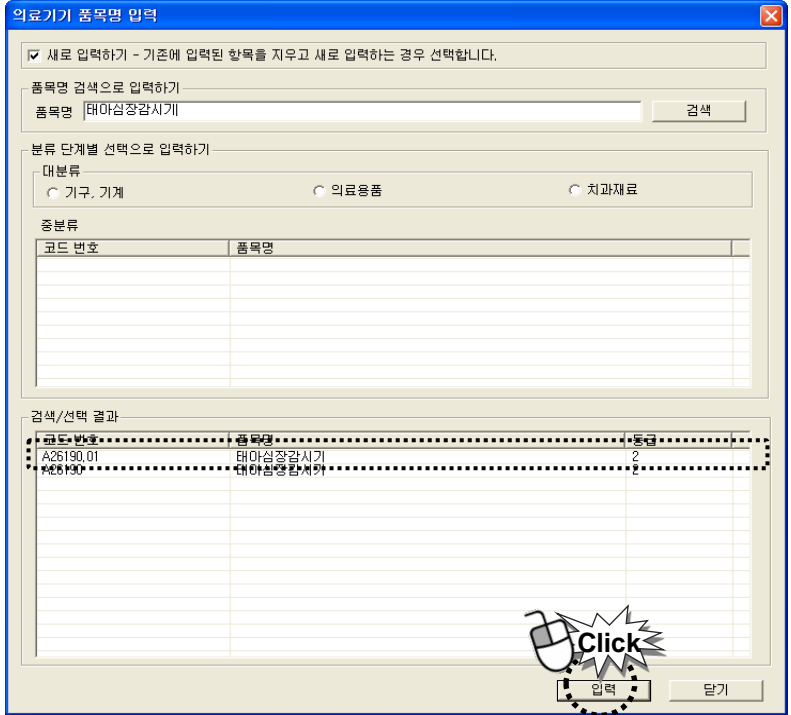 의료기기 품목명 입력
새로 입력하기 - 기존에 입력된 항목을 지우고 새로 입력하는 경우 선택합니다.
품목명 검색으로 입력하기
품목명 태아심장감시기 검색
분류 단계별 선택으로 입력하기
대분류
기구, 기계 의료용품 치과재료
중분류
코드 번호 품목명
검색/선택 결과
코드 번호 품목명 등급
A26190.01 태아심장감시기 2
A26190 태아심장감시기 2
Click
입력 닫기